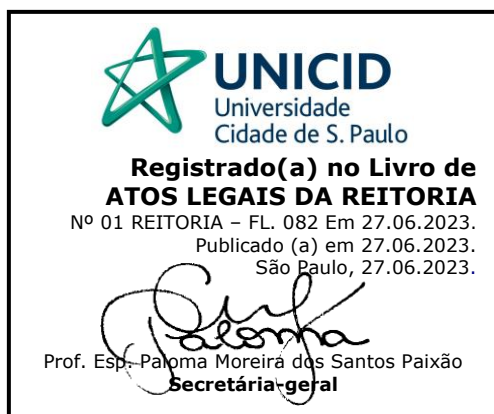 UNICID
Universidade
Cidade de S. Paulo
Registrado(a) no Livro de
ATOS LEGAIS DA REITORIA
Nº 01 REITORIA – FL. 082 Em 27.06.2023.
Publicado (a) em 27.06.2023.
São Paulo, 27.06.2023.
Paloma
Prof. Esp. Paloma Moreira dos Santos Paixão
Secretária-geral